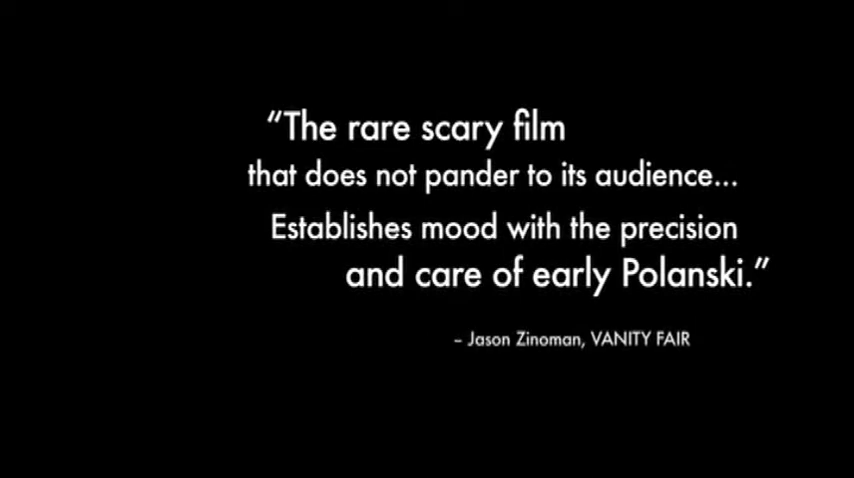 “The rare scary film
that does not pander to its audience...
Establishes mood with the precision
and care of early Polanski.”
– Jason Zinoman, VANITY FAIR